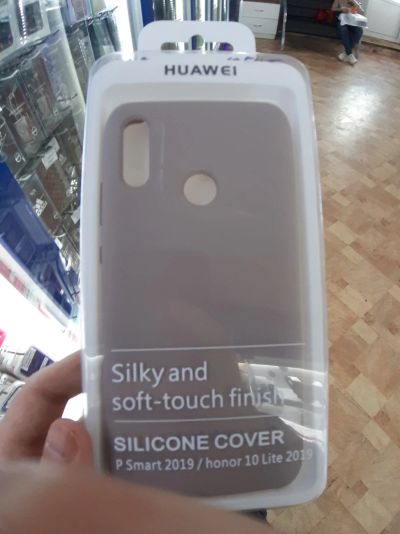 HUAWEI
Silky and
soft-touch finish
SILICONE COVER
P Smart 2019 / honor 10 Lite 2019